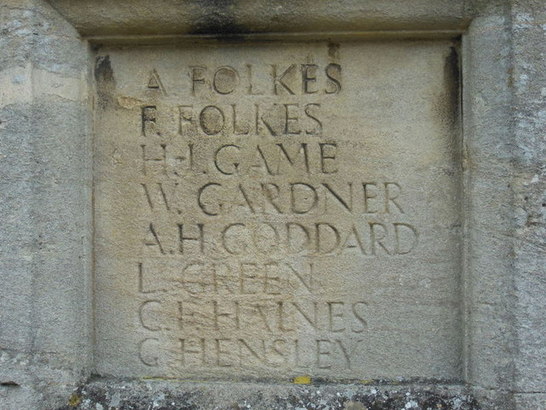 A. FOLKES
F. FOLKES
H.J. GAME
W. GARDNER
A.H. GODDARD
L. GREEN
C.F. HAINES
G. HENSLEY